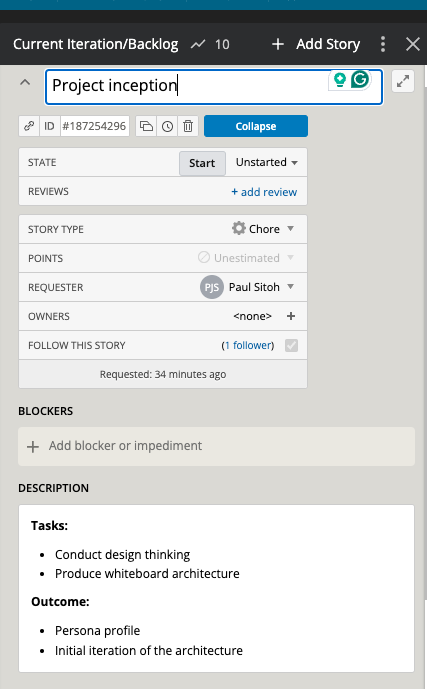 Current Iteration/Backlog 10 + Add Story
Project inception
ID #187254296 Collapse
STATE Start Unstarted
REVIEWS + add review
STORY TYPE Chore
POINTS Unestimated
REQUESTER PJS Paul Sitoh
OWNERS <none> +
FOLLOW THIS STORY (1 follower)
Requested: 34 minutes ago
BLOCKERS
+ Add blocker or impediment
DESCRIPTION
Tasks:
• Conduct design thinking
• Produce whiteboard architecture
Outcome:
• Persona profile
• Initial iteration of the architecture